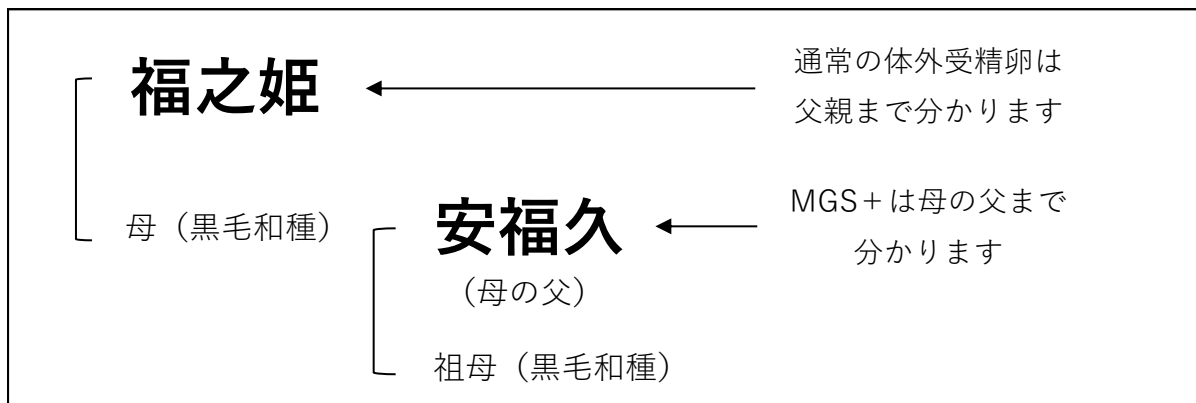 福之姫
通常の体外受精卵は
父親まで分かります
母（黒毛和種）
安福久
（母の父）
MGS＋は母の父まで
分かります
祖母（黒毛和種）